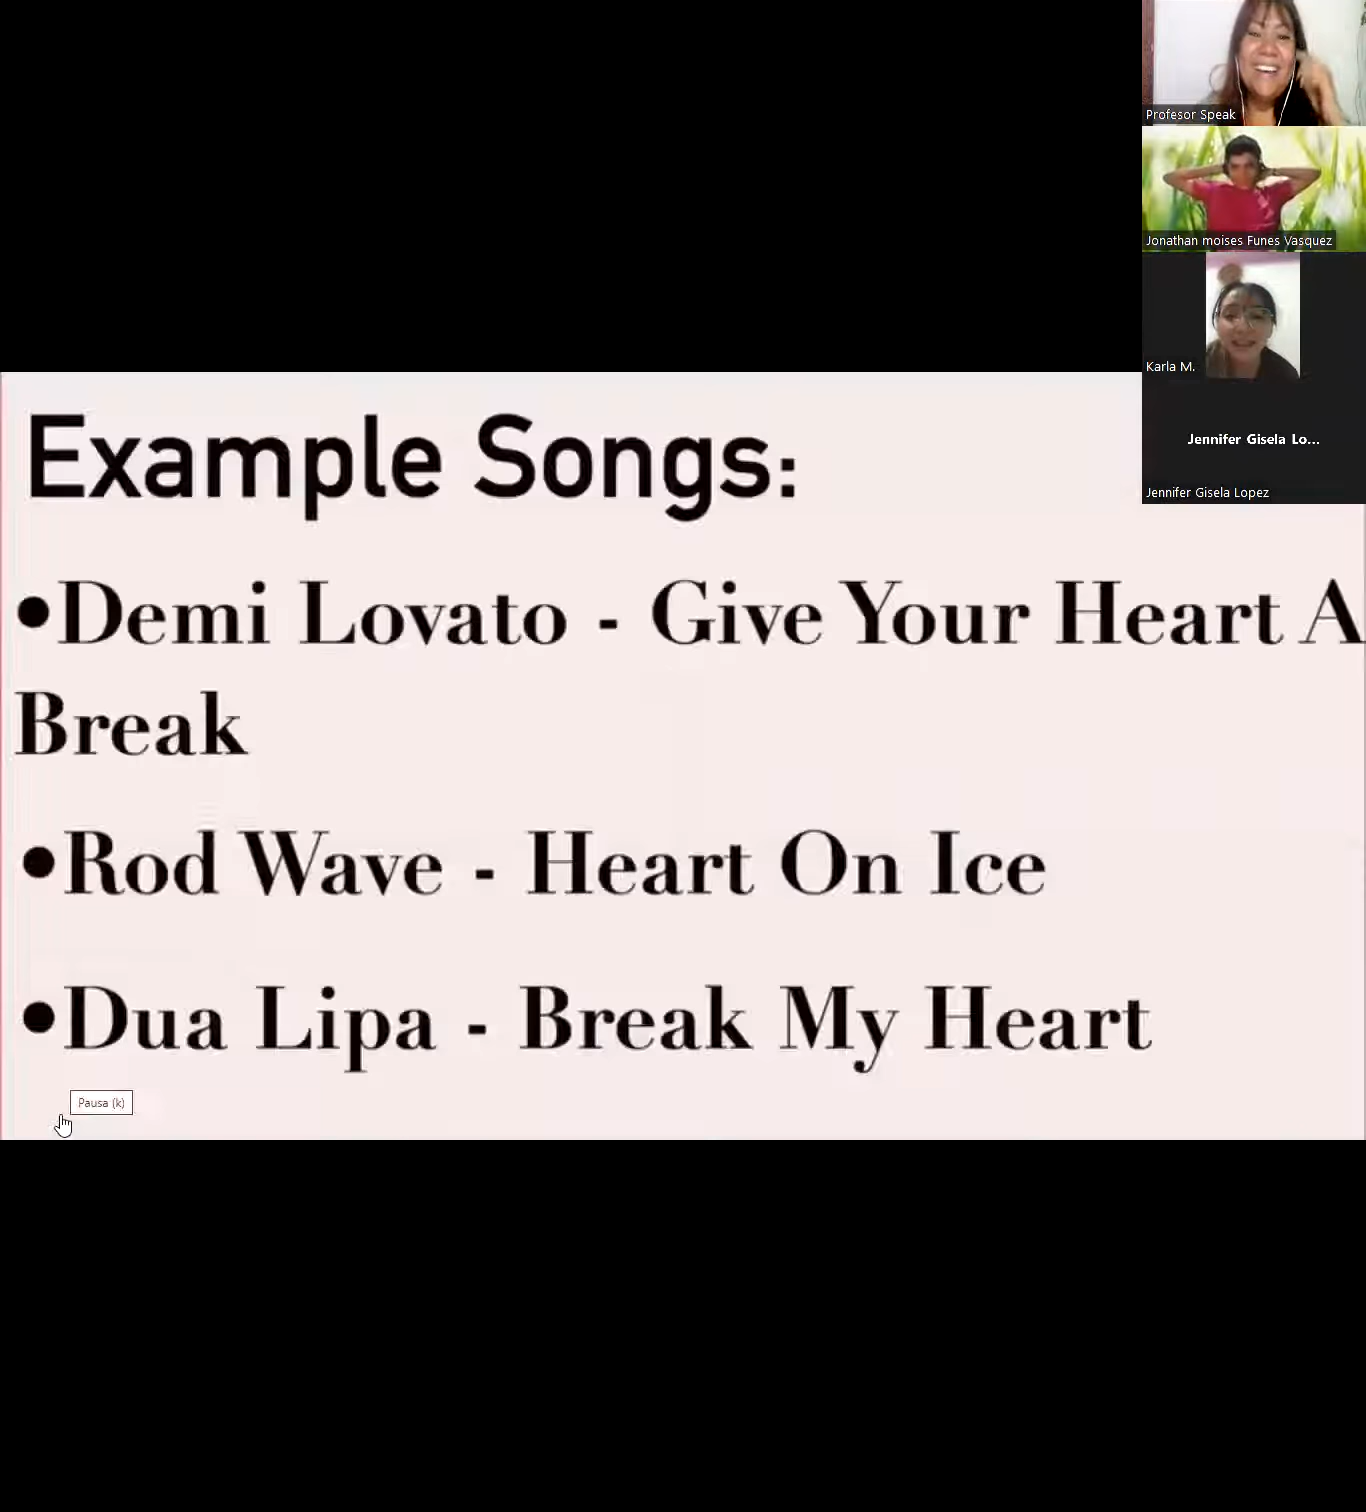 Profesor Speak
Jonathan moises Funes Vasquez
Karla M.
Jennifer Gisela Lo...
Jennifer Gisela Lopez
Example Songs:
•Demi Lovato - Give Your Heart A
Break
•Rod Wave - Heart On Ice
•Dua Lipa - Break My Heart
Pausa (k)